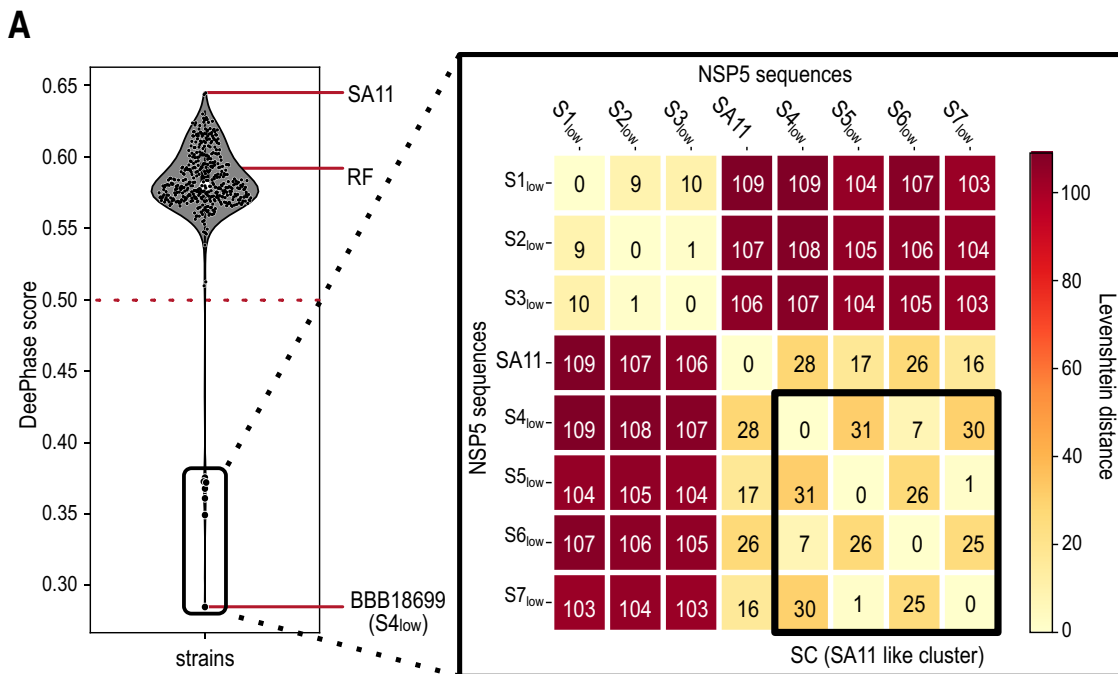 A
0.65
0.60
0.55
0.50
0.45
0.40
0.35
0.30
DeePhase score
strains
SA11
RF
BBB18699
(S4low)
NSP5 sequences
S1low S2low S3low SA11 S4low S5low S6low S7low
NSP5 sequences
S1low 0 9 10 109 109 104 107 103
S2low 9 0 1 107 108 105 106 104
S3low 10 1 0 106 107 104 105 103
SA11 109 107 106 0 28 17 26 16
S4low 109 108 107 28 0 31 7 30
S5low 104 105 104 17 31 0 26 1
S6low 107 106 105 26 7 26 0 25
S7low 103 104 103 16 30 1 25 0
SC (SA11 like cluster)
100
80
60
40
20
0
Levenshtein distance